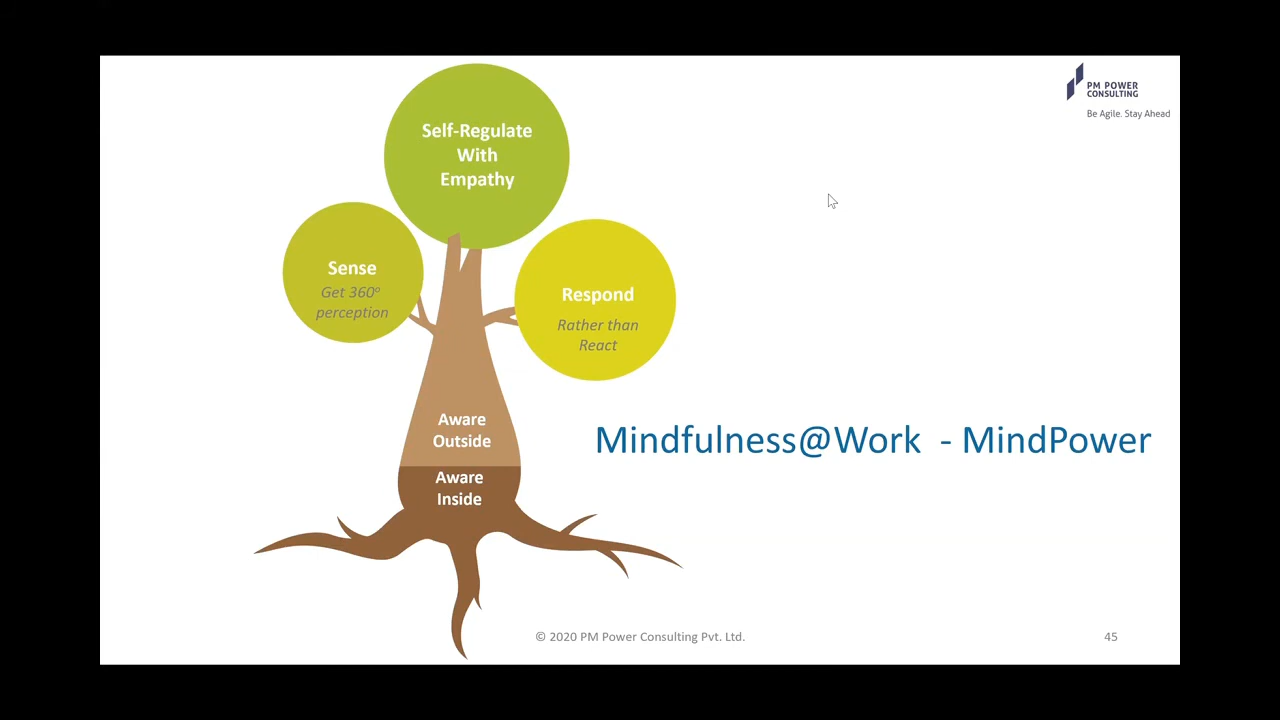 PM POWER
CONSULTING
Be Agile. Stay Ahead
Self-Regulate
With
Empathy
Sense
Get 360°
perception
Respond
Rather than
React
Aware
Outside
Aware
Inside
Mindfulness@Work - MindPower
© 2020 PM Power Consulting Pvt. Ltd.
45